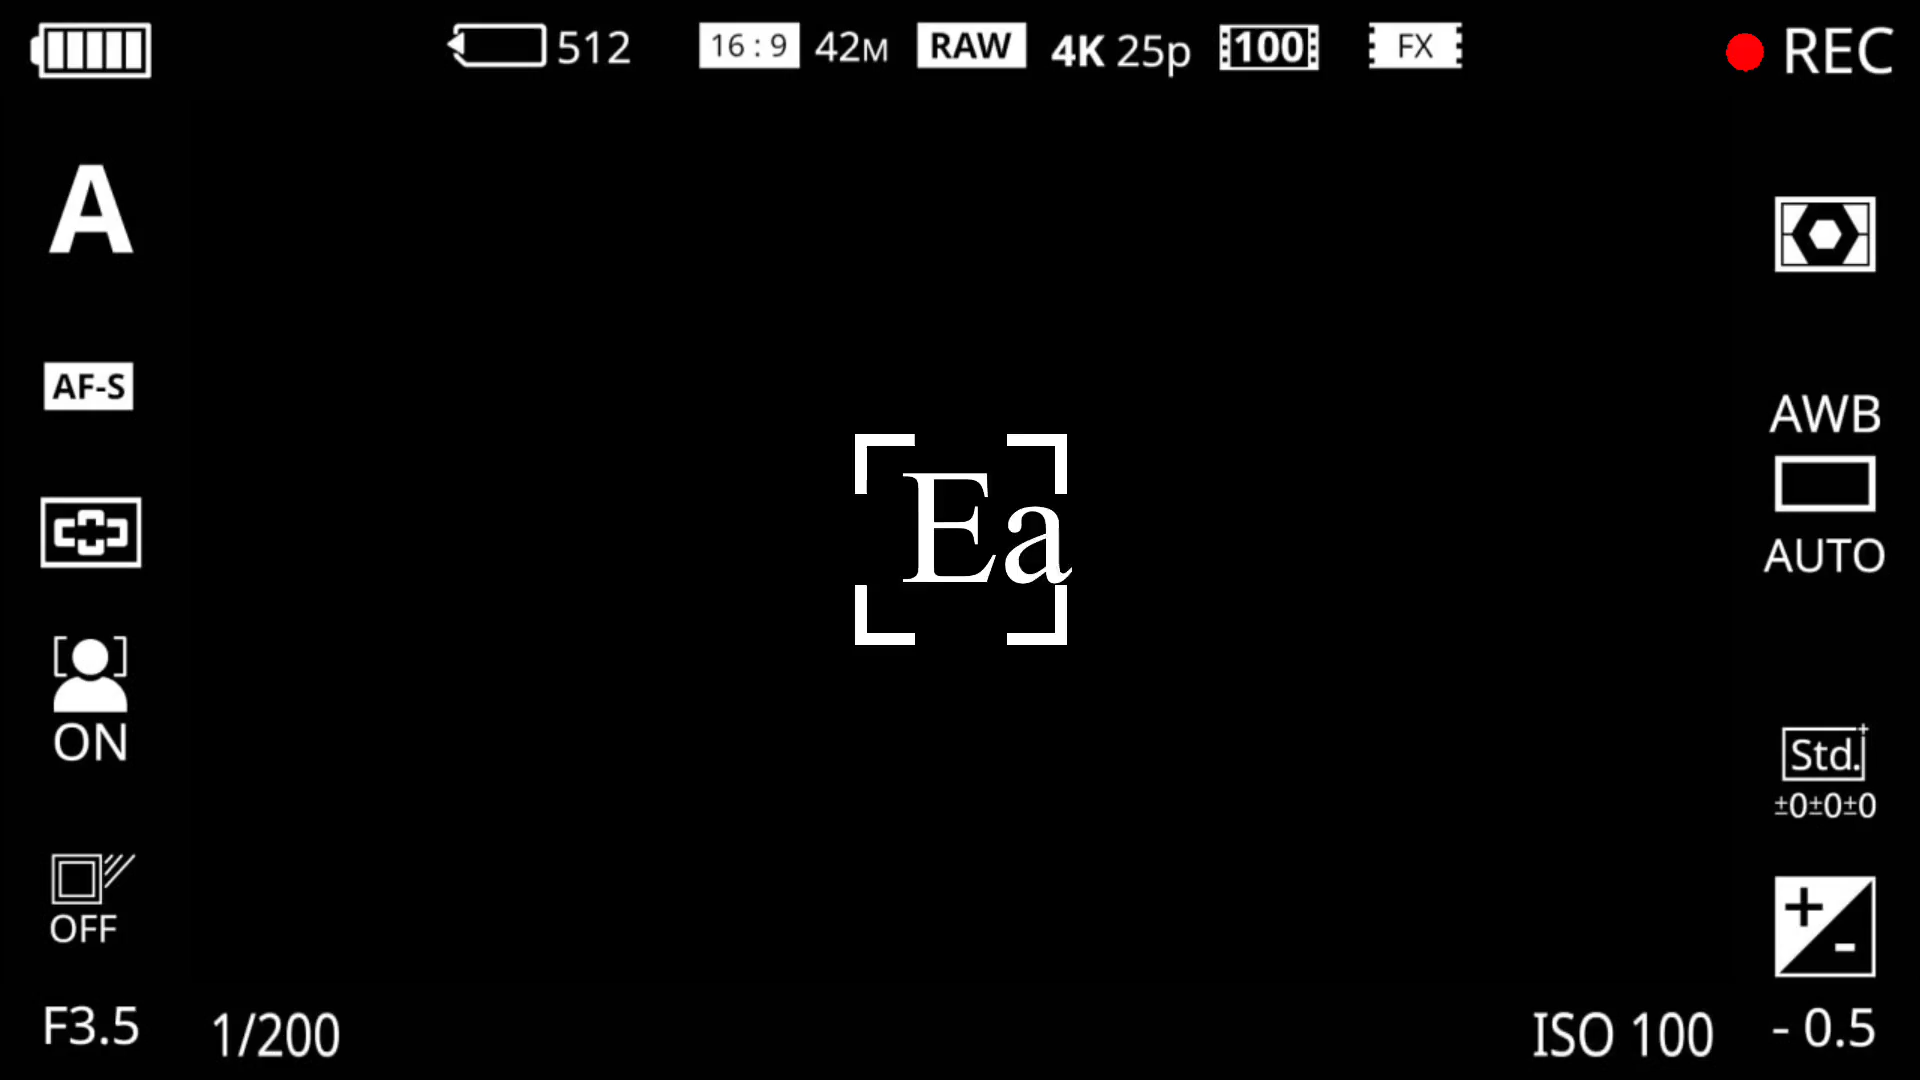 512 16:9 42M RAW 4K 25p 100 FX REC
A
AF-S
AWB
Ea
AUTO
ON
Std.+
±0±0±0
OFF
+ -
F3.5 1/200 ISO 100 - 0.5